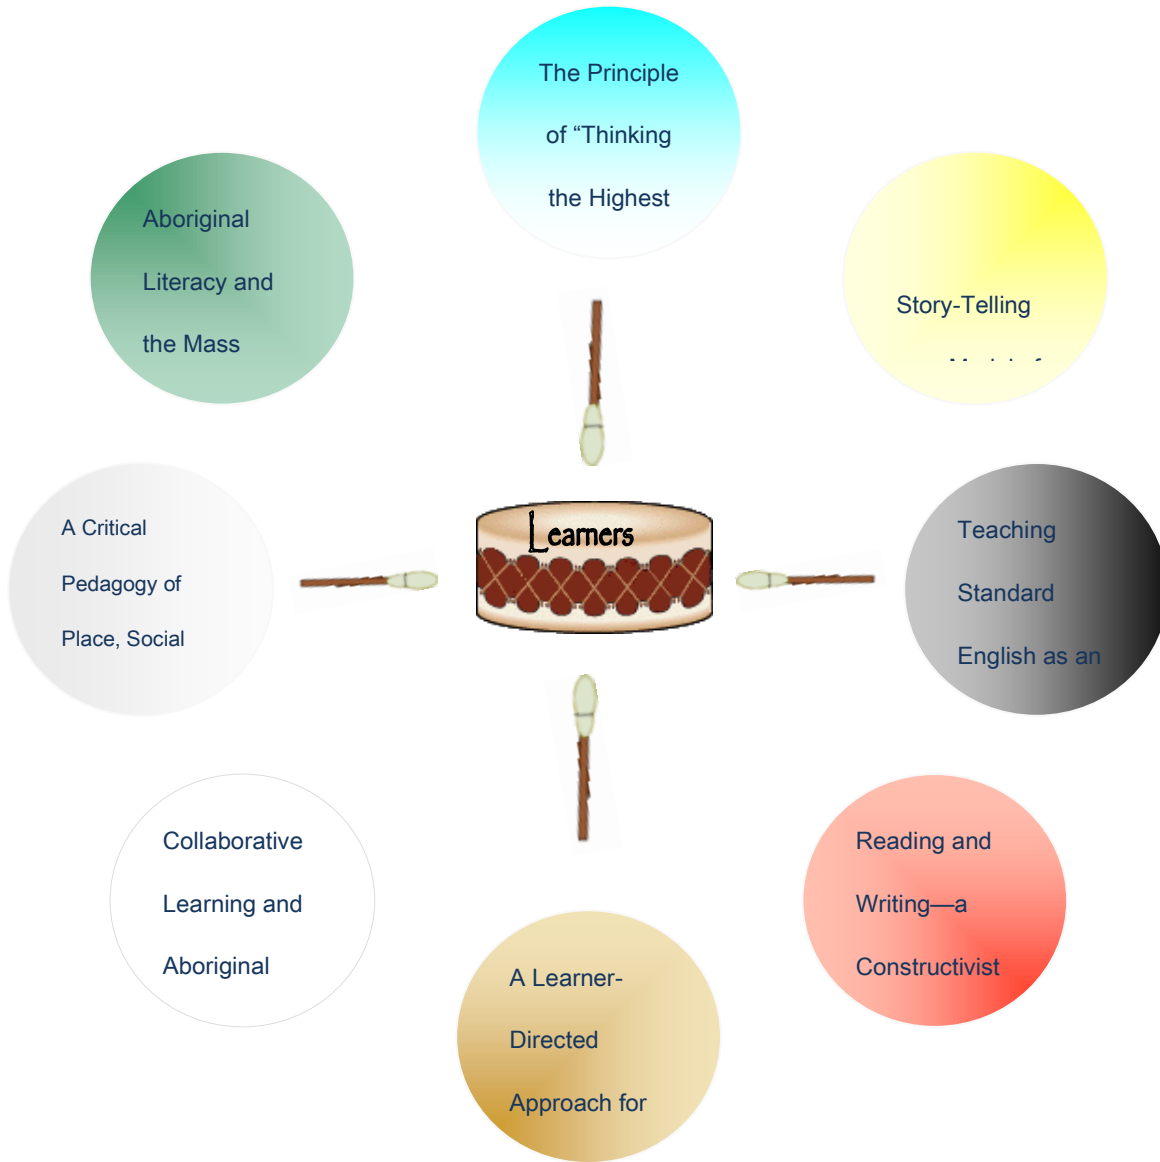 The Principle
of “Thinking
the Highest
Aboriginal
Literacy and
the Mass
Story-Telling
Learners
A Critical
Pedagogy of
Place, Social
Teaching
Standard
English as an
Collaborative
Learning and
Aboriginal
Reading and
Writing—a
Constructivist
A Learner-
Directed
Approach for